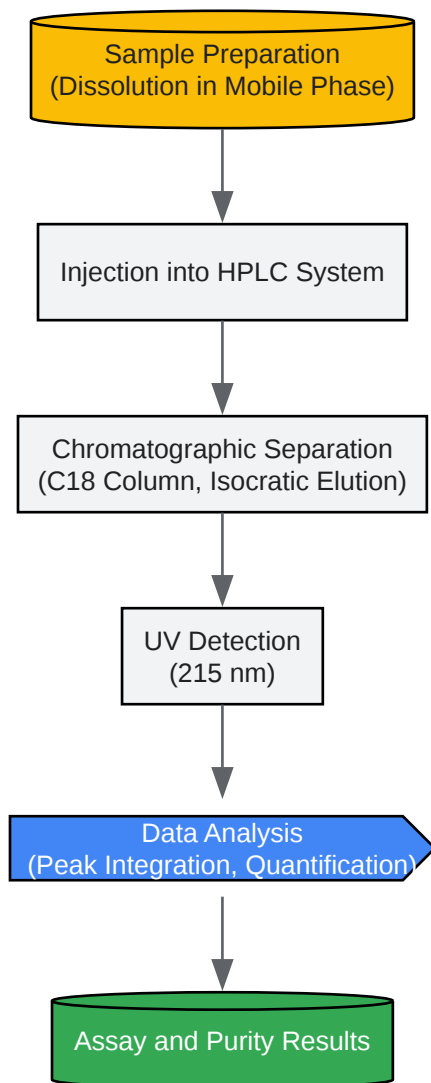 Sample Preparation
(Dissolution in Mobile Phase)
Injection into HPLC System
Chromatographic Separation
(C18 Column, Isocratic Elution)
UV Detection
(215 nm)
Data Analysis
(Peak Integration, Quantification)
Assay and Purity Results